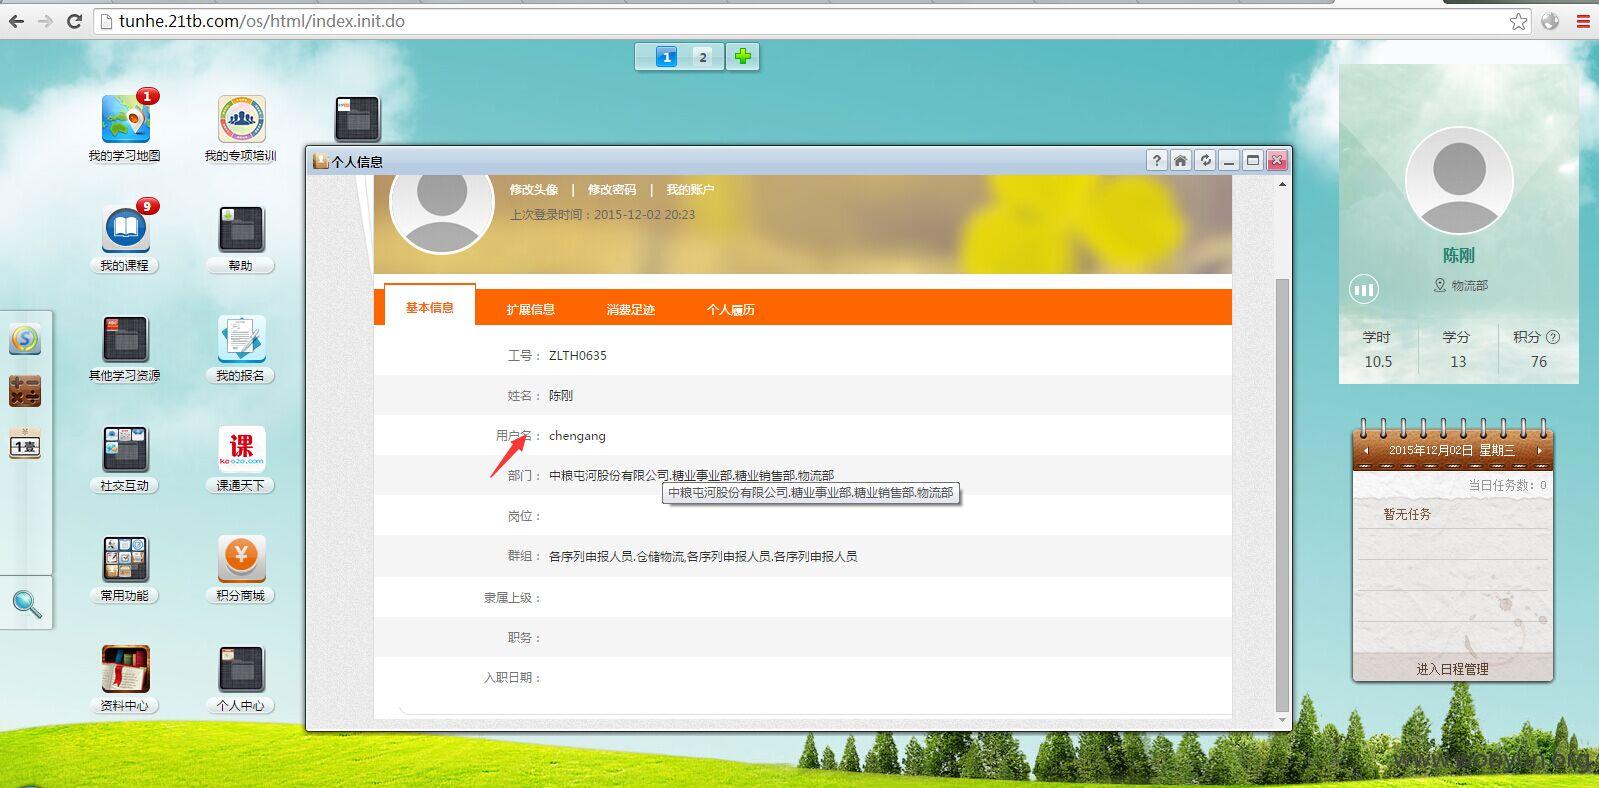 tunhe.21tb.com/os/html/index.init.do
1 2
1
我的学习地图
我的专项培训
9
我的课程
帮助
其他学习资源
我的报名
社交互动
课
课通天下
常用功能
积分商城
资料中心
个人中心
1壹
个人信息
修改头像 | 修改密码 | 我的账户
上次登录时间：2015-12-02 20:23
基本信息 扩展信息 消费足迹 个人履历
工号： ZLTH0635
姓名： 陈刚
用户名： chengang
部门： 中粮屯河股份有限公司.糖业事业部.糖业销售部.物流部
中粮屯河股份有限公司.糖业事业部.糖业销售部.物流部
岗位：
群组： 各序列申报人员.仓储物流,各序列申报人员.各序列申报人员
隶属上级：
职务：
入职日期：
陈刚
物流部
学时 学分 积分
10.5 13 76
2015年12月02日 星期三
当日任务数：0
暂无任务
进入日程管理